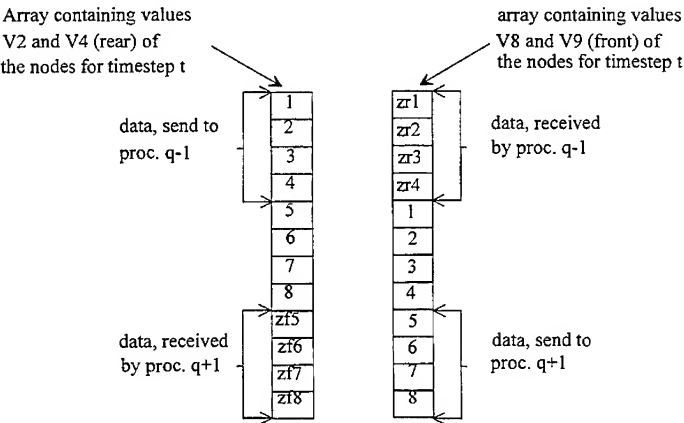 Array containing values
V2 and V4 (rear) of
the nodes for timestep t
array containing values
V8 and V9 (front) of
the nodes for timestep t
data, send to
proc. q-1
1
2
3
4
5
6
7
8
zf5
zf6
zf7
zf8
data, received
by proc. q+1
zr1
zr2
zr3
zr4
1
2
3
4
5
6
7
8
data, received
by proc. q-1
data, send to
proc. q+1